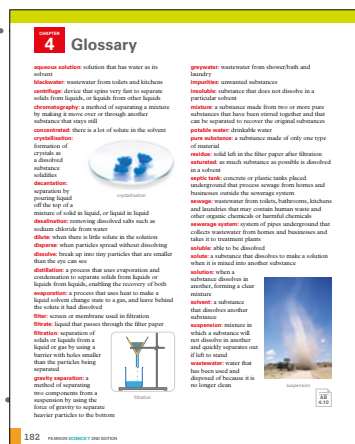 CHAPTER
4 Glossary
aqueous solution: solution that has water as its
solvent
blackwater: wastewater from toilets and kitchens
centrifuge: device that spins very fast to separate
solids from liquids, or liquids from other liquids
chromatography: a method of separating a mixture
by making it move over or through another
substance that stays still
concentrated: there is a lot of solute in the solvent
crystallisation:
formation of
crystals as
a dissolved
substance
solidifies
crystallisation
decantation:
separation by
pouring liquid
off the top of a
mixture of solid in liquid, or liquid in liquid
desalination: removing dissolved salts such as
sodium chloride from water
dilute: when there is little solute in the solution
disperse: when particles spread without dissolving
dissolve: break up into tiny particles that are smaller
than the eye can see
distillation: a process that uses evaporation and
condensation to separate solids from liquids or
liquids from liquids, enabling the recovery of both
evaporation: a process that uses heat to make a
liquid solvent change state to a gas, and leave behind
the solute it had dissolved
filter: screen or membrane used in filtration
filtrate: liquid that passes through the filter paper
filtration: separation of
solids or liquids from a
liquid or gas by using a
barrier with holes smaller
than the particles being
separated
gravity separation: a
method of separating
two components from a
suspension by using the
force of gravity to separate
heavier particles to the bottom
filtration
greywater: wastewater from shower/bath and
laundry
impurities: unwanted substances
insoluble: substance that does not dissolve in a
particular solvent
mixture: a substance made from two or more pure
substances that have been stirred together and that
can be separated to recover the original substances
potable water: drinkable water
pure substance: a substance made of only one type
of material
residue: solid left in the filter paper after filtration
saturated: as much substance as possible is dissolved
in a solvent
septic tank: concrete or plastic tanks placed
underground that process sewage from homes and
businesses outside the sewerage system
sewage: wastewater from toilets, bathrooms, kitchens
and laundries that may contain human waste and
other organic chemicals or harmful chemicals
sewerage system: system of pipes underground that
collects wastewater from homes and businesses and
takes it to treatment plants
soluble: able to be dissolved
solute: a substance that dissolves to make a solution
when it is mixed into another substance
solution: when a
substance dissolves in
another, forming a clear
mixture
solvent: a substance
that dissolves another
substance
suspension: mixture in
which a substance will
not dissolve in another
and quickly separates out
if left to stand
wastewater: water that
has been used and
disposed of because it is
no longer clean
suspension
AB
4.10
182 PEARSON SCIENCE 7 2ND EDITION